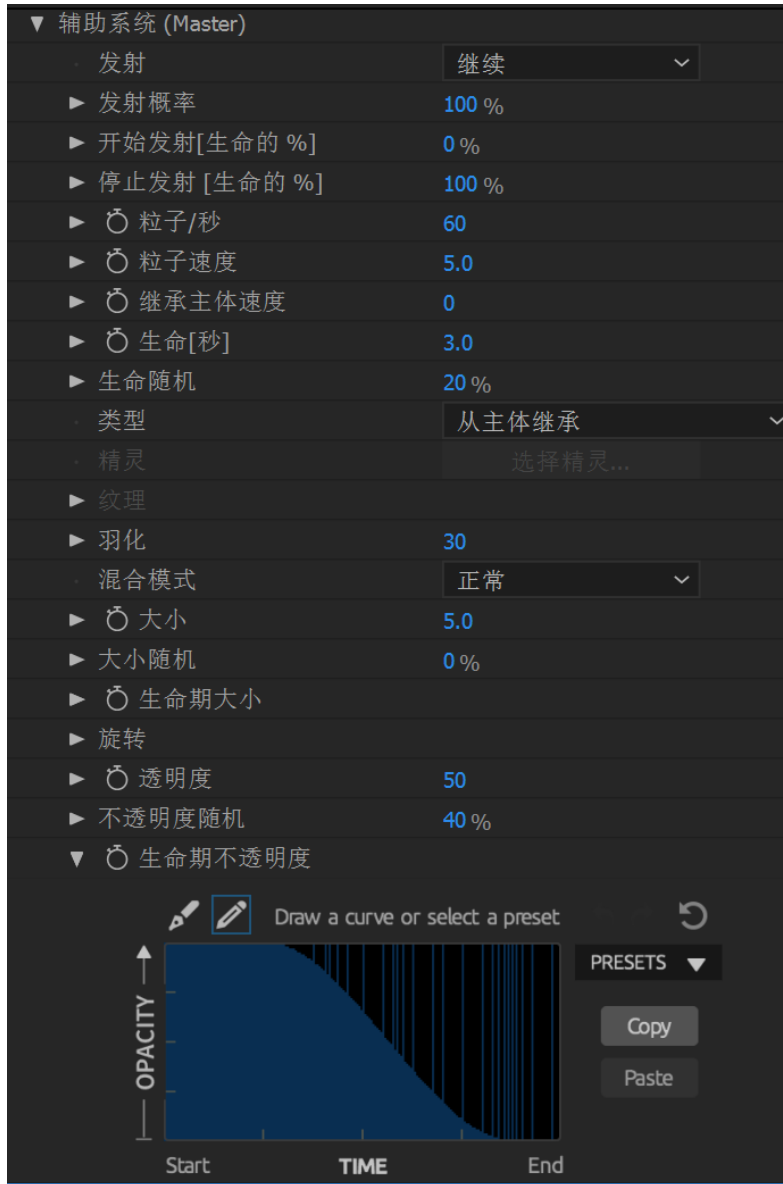 辅助系统 (Master)
发射 继续
发射概率 100 %
开始发射[生命的 %] 0 %
停止发射 [生命的 %] 100 %
粒子/秒 60
粒子速度 5.0
继承主体速度 0
生命[秒] 3.0
生命随机 20 %
类型 从主体继承
精灵 选择精灵...
纹理
羽化 30
混合模式 正常
大小 5.0
大小随机 0 %
生命期大小
旋转
透明度 50
不透明度随机 40 %
生命期不透明度
Draw a curve or select a preset
PRESETS
OPACITY
Copy
Paste
Start TIME End